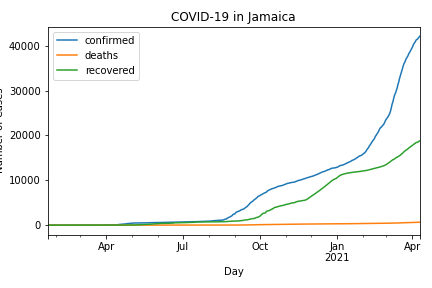 COVID-19 in Jamaica
confirmed
deaths
recovered
40000
30000
20000
10000
0
Apr
Jul
Oct
Jan
2021
Apr
Day
of